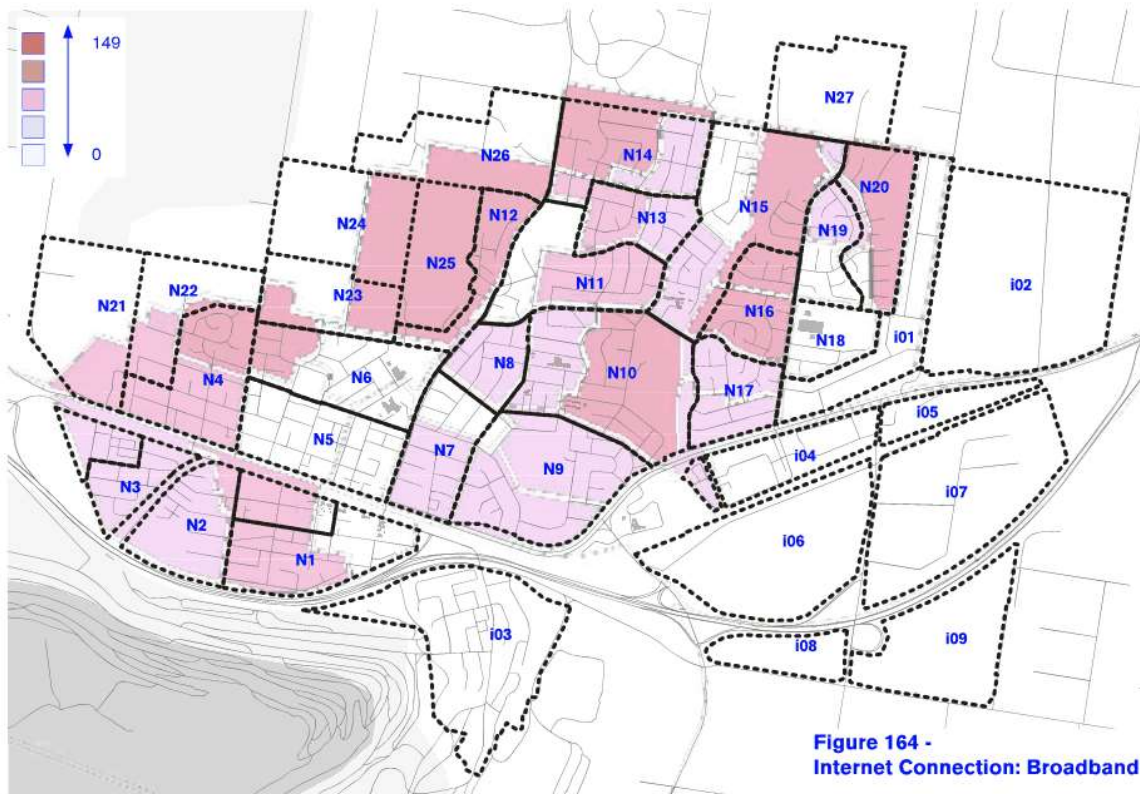 149
0
N27
N26
N14
N20
N24
N12
N13
N15
N19
N25
N11
N22
N23
N21
N16
i02
N8
N18
i01
N4
N6
N10
N17
i05
N5
N7
N9
i04
N3
i07
N2
i06
N1
i03
i08
i09
Figure 164 -
Internet Connection: Broadband